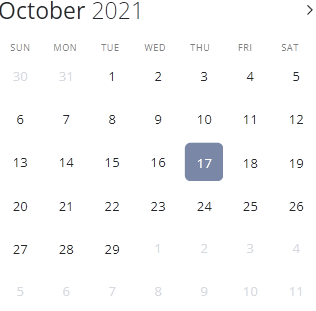 October 2021
SUN MON TUE WED THU FRI SAT
30 31 1 2 3 4 5
6 7 8 9 10 11 12
13 14 15 16 17 18 19
20 21 22 23 24 25 26
27 28 29 1 2 3 4
5 6 7 8 9 10 11